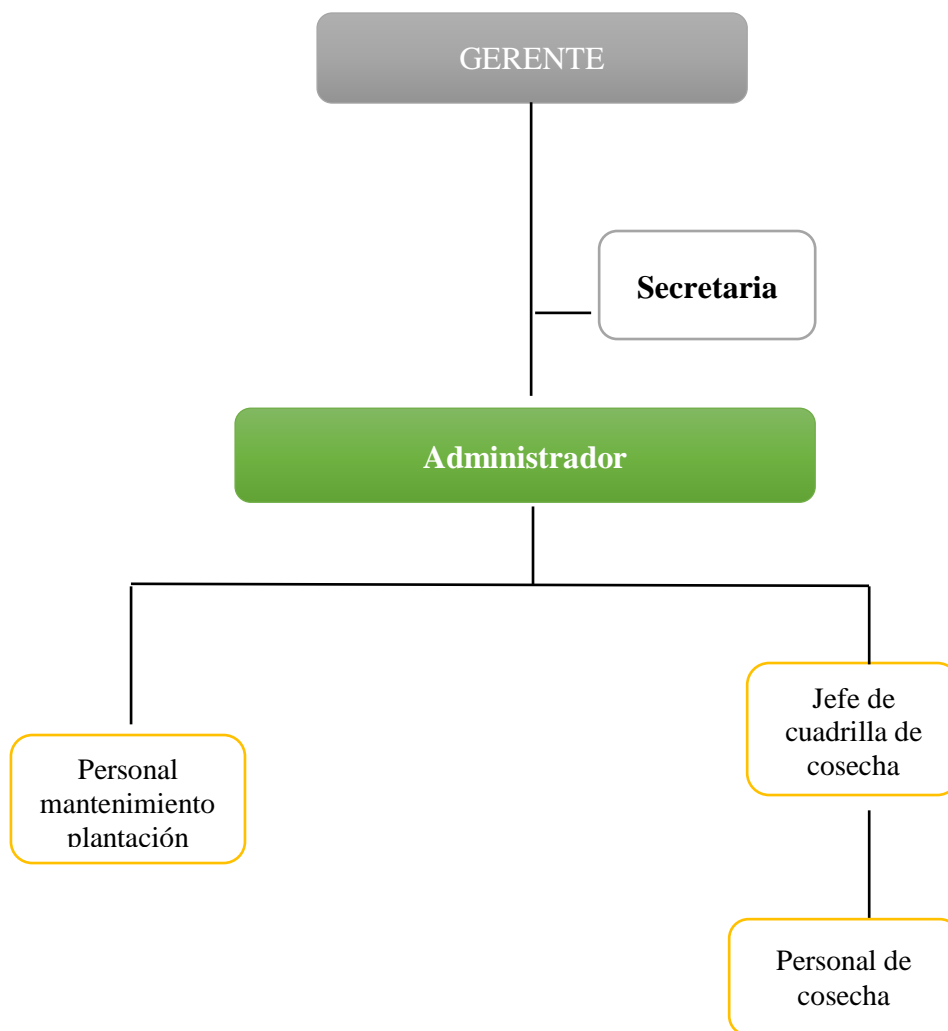 GERENTE
Secretaria
Administrador
Jefe de
cuadrilla de
cosecha
Personal
mantenimiento
plantación
Personal de
cosecha